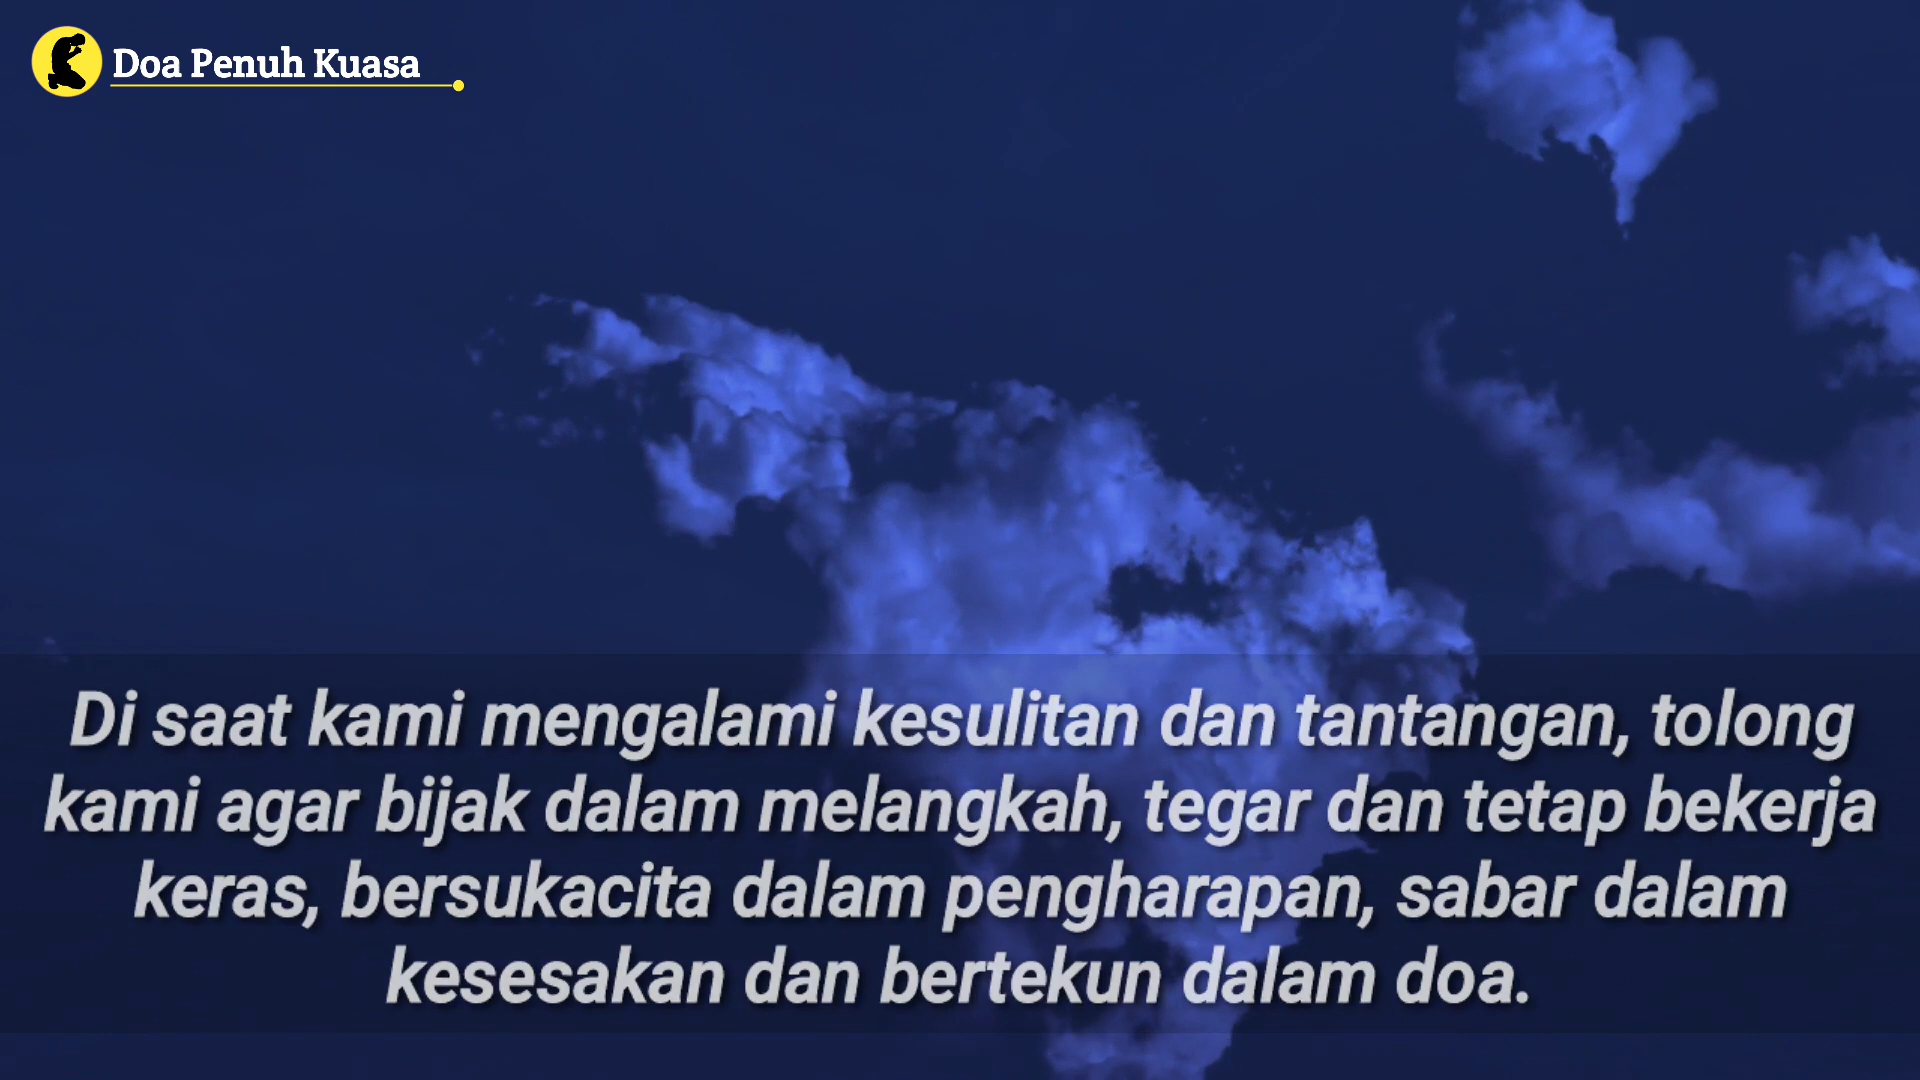 Doa Penuh Kuasa
Di saat kami mengalami kesulitan dan tantangan, tolong
kami agar bijak dalam melangkah, tegar dan tetap bekerja
keras, bersukacita dalam pengharapan, sabar dalam
kesesakan dan bertekun dalam doa.